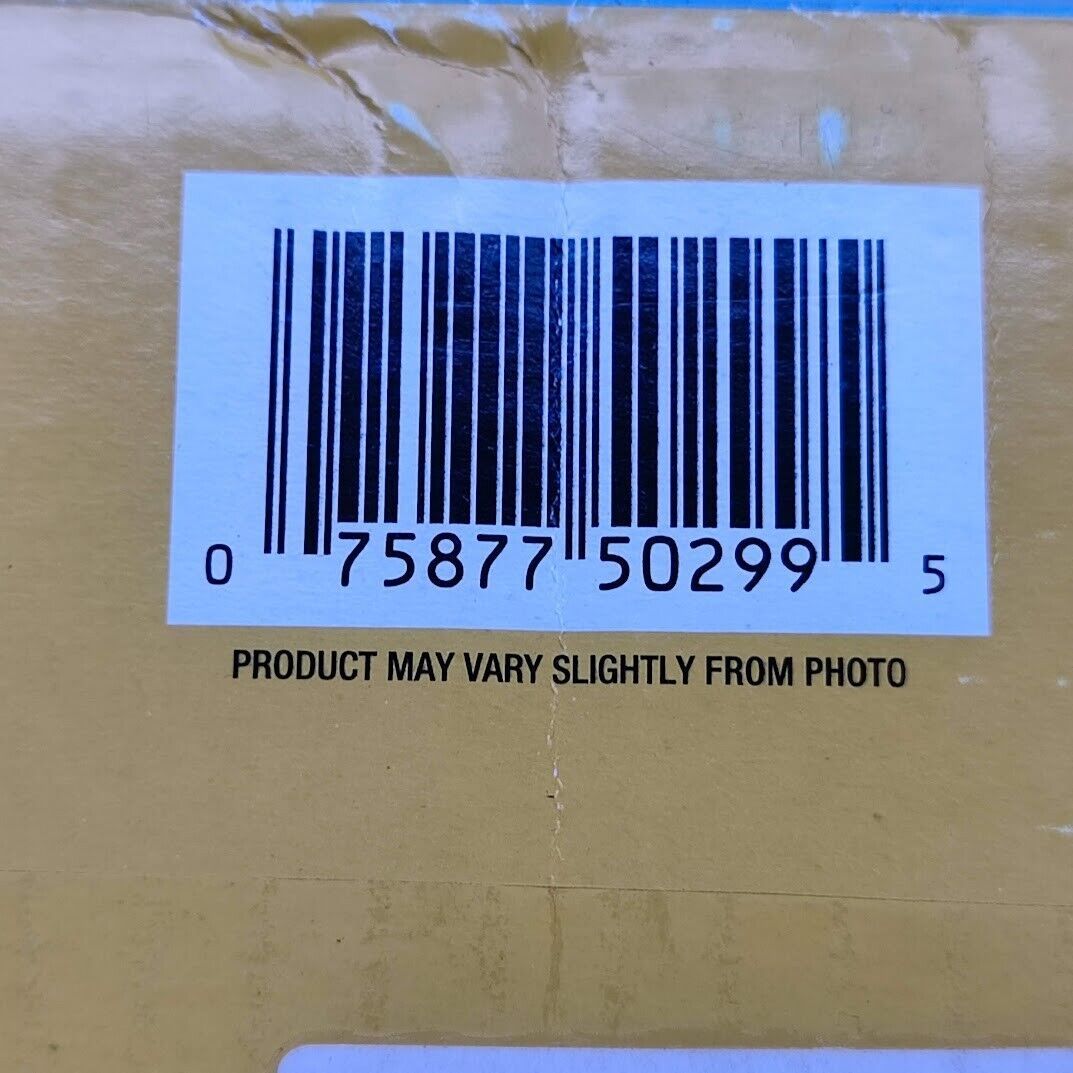 0 75877 50299 5
PRODUCT MAY VARY SLIGHTLY FROM PHOTO